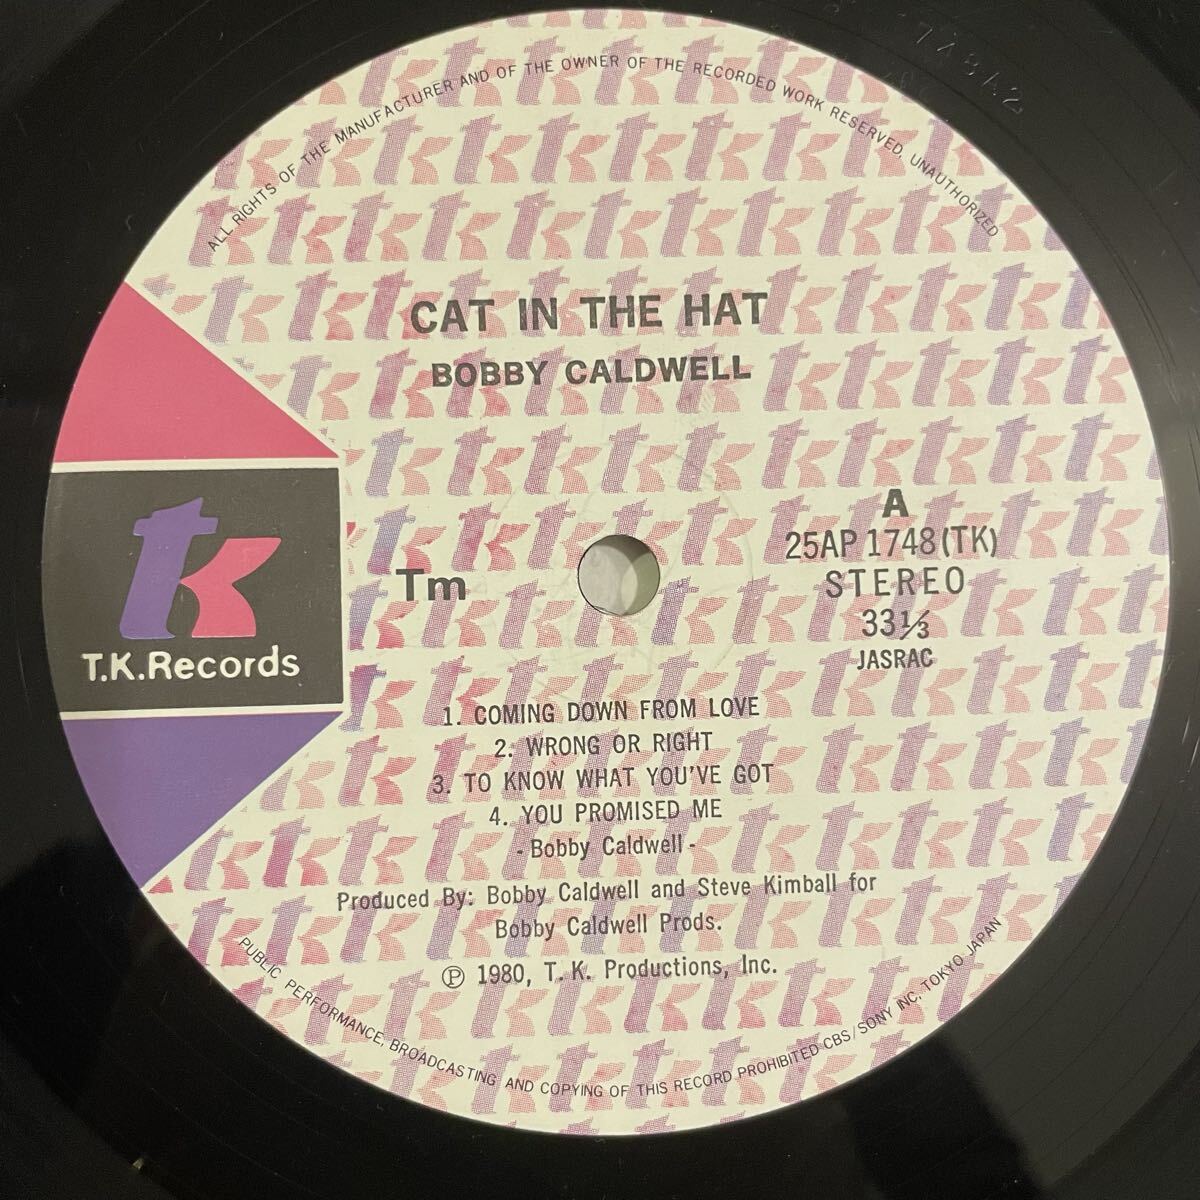 ALL RIGHTS OF THE MANUFACTURER AND OF THE OWNER OF THE RECORDED WORK RESERVED. UNAUTHORIZED
CAT IN THE HAT
BOBBY CALDWELL
A
25AP 1748(TK)
STEREO
33⅓
JASRAC
Tm
tk
T.K.Records
1. COMING DOWN FROM LOVE
2. WRONG OR RIGHT
3. TO KNOW WHAT YOU'VE GOT
4. YOU PROMISED ME
- Bobby Caldwell -
Produced By: Bobby Caldwell and Steve Kimball for
Bobby Caldwell Prods.
Ⓟ 1980, T.K. Productions, Inc.
PUBLIC PERFORMANCE, BROADCASTING AND COPYING OF THIS RECORD PROHIBITED CBS/SONY INC. TOKYO JAPAN